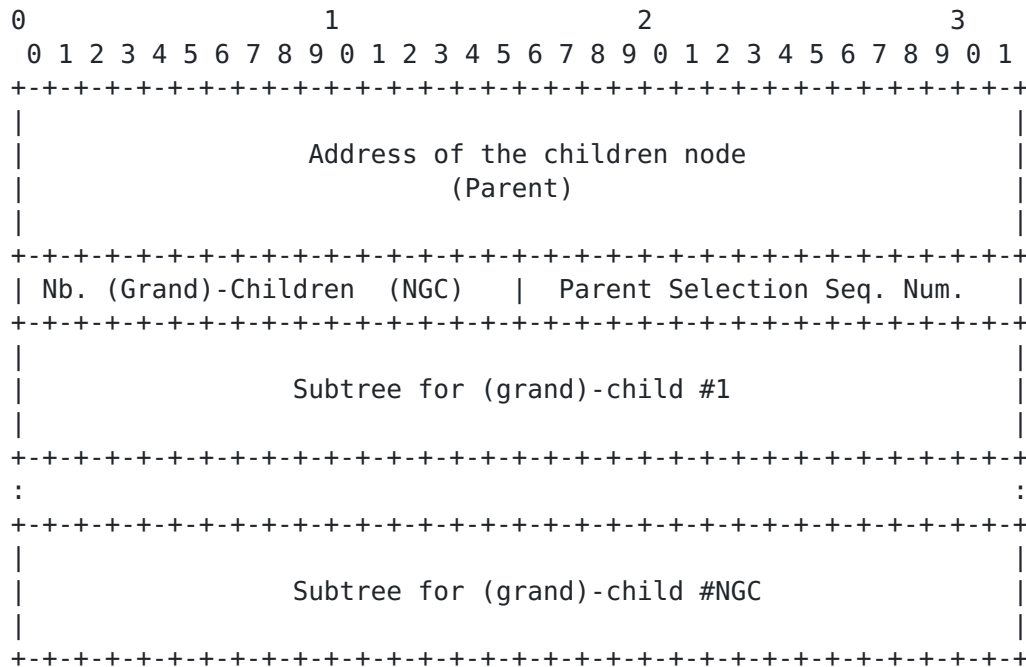 0                   1                   2                   3
 0 1 2 3 4 5 6 7 8 9 0 1 2 3 4 5 6 7 8 9 0 1 2 3 4 5 6 7 8 9 0 1
+-+-+-+-+-+-+-+-+-+-+-+-+-+-+-+-+-+-+-+-+-+-+-+-+-+-+-+-+-+-+-+-+
|                                                               |
|                  Address of the children node                 |
|                           (Parent)                            |
|                                                               |
+-+-+-+-+-+-+-+-+-+-+-+-+-+-+-+-+-+-+-+-+-+-+-+-+-+-+-+-+-+-+-+-+
| Nb. (Grand)-Children  (NGC)   |  Parent Selection Seq. Num.   |
+-+-+-+-+-+-+-+-+-+-+-+-+-+-+-+-+-+-+-+-+-+-+-+-+-+-+-+-+-+-+-+-+
|                                                               |
|                 Subtree for (grand)-child #1                  |
|                                                               |
+-+-+-+-+-+-+-+-+-+-+-+-+-+-+-+-+-+-+-+-+-+-+-+-+-+-+-+-+-+-+-+-+
:                                                               :
+-+-+-+-+-+-+-+-+-+-+-+-+-+-+-+-+-+-+-+-+-+-+-+-+-+-+-+-+-+-+-+-+
|                                                               |
|                 Subtree for (grand)-child #NGC                |
|                                                               |
+-+-+-+-+-+-+-+-+-+-+-+-+-+-+-+-+-+-+-+-+-+-+-+-+-+-+-+-+-+-+-+-+